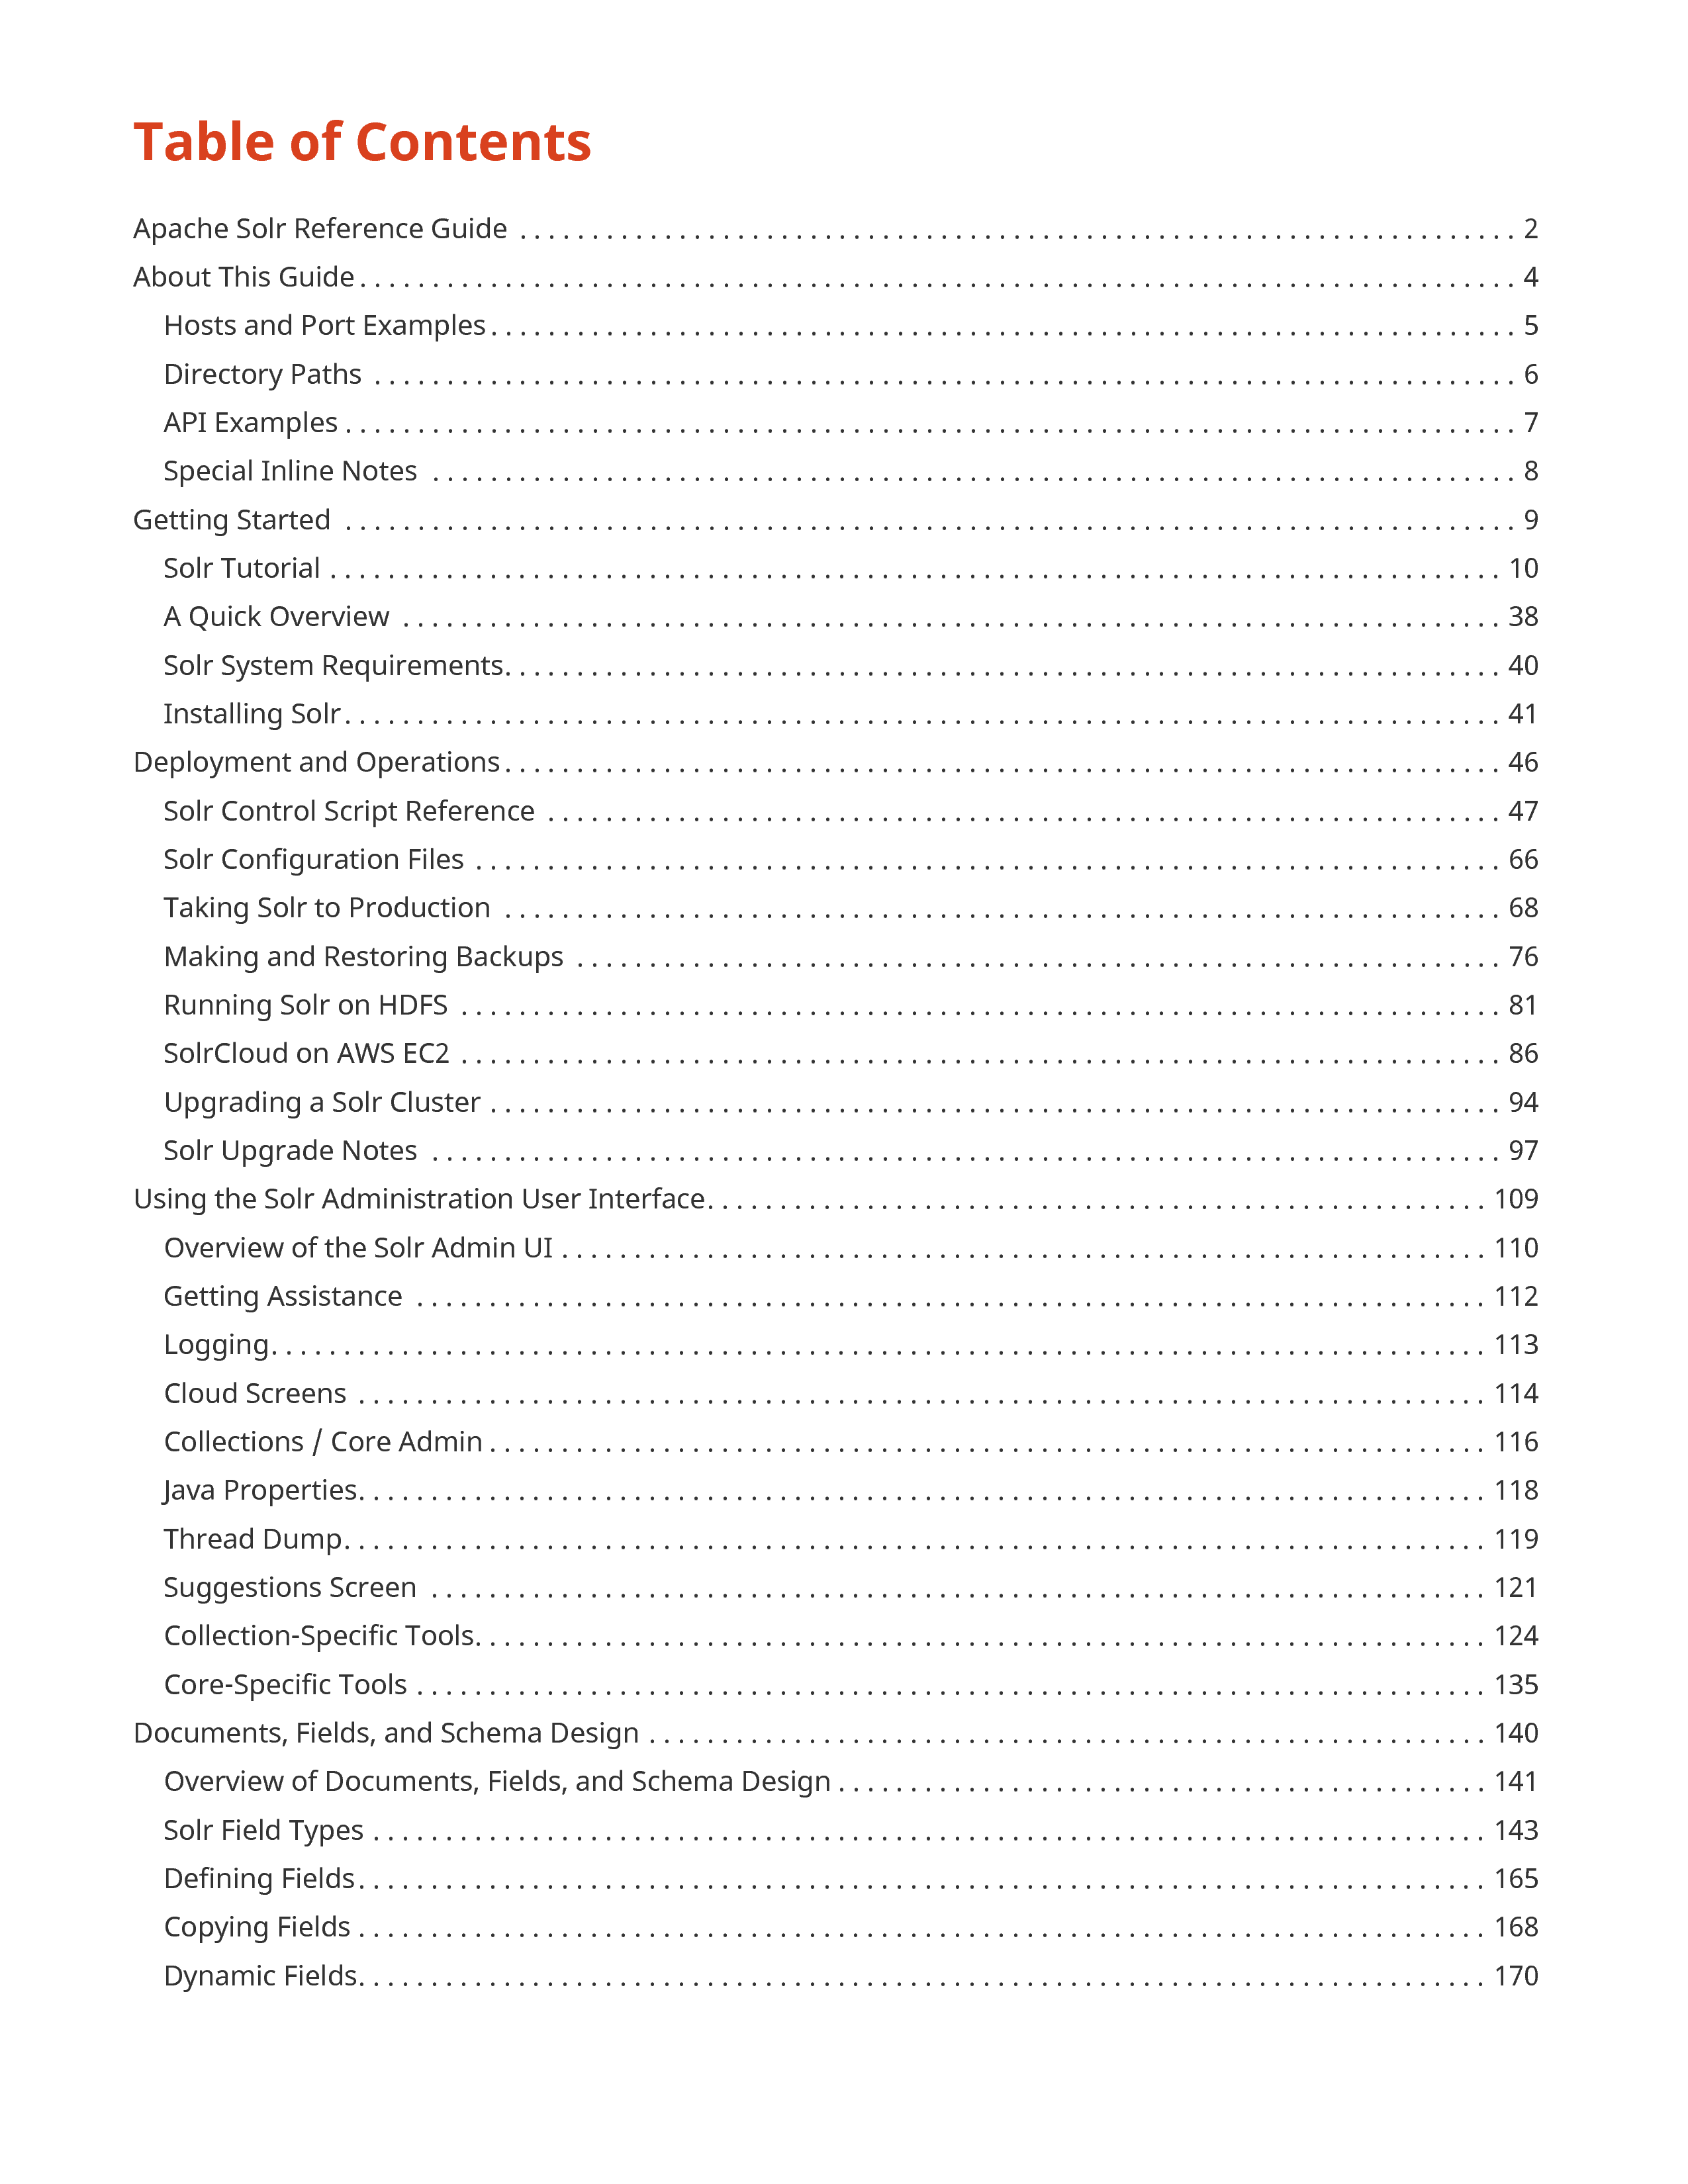 Table of Contents
Apache Solr Reference Guide . . . . . . . . . . . . . . . . . . . . . . . . . . . . . . . . . . . . . . . . . . . . . . . . . . . . . . . . . . . . . . . . . . . . . 2
About This Guide . . . . . . . . . . . . . . . . . . . . . . . . . . . . . . . . . . . . . . . . . . . . . . . . . . . . . . . . . . . . . . . . . . . . . . . . . . . . . . . . 4
Hosts and Port Examples . . . . . . . . . . . . . . . . . . . . . . . . . . . . . . . . . . . . . . . . . . . . . . . . . . . . . . . . . . . . . . . . . . . . . . . 5
Directory Paths . . . . . . . . . . . . . . . . . . . . . . . . . . . . . . . . . . . . . . . . . . . . . . . . . . . . . . . . . . . . . . . . . . . . . . . . . . . . . . . 6
API Examples . . . . . . . . . . . . . . . . . . . . . . . . . . . . . . . . . . . . . . . . . . . . . . . . . . . . . . . . . . . . . . . . . . . . . . . . . . . . . . . . . 7
Special Inline Notes . . . . . . . . . . . . . . . . . . . . . . . . . . . . . . . . . . . . . . . . . . . . . . . . . . . . . . . . . . . . . . . . . . . . . . . . . . . 8
Getting Started . . . . . . . . . . . . . . . . . . . . . . . . . . . . . . . . . . . . . . . . . . . . . . . . . . . . . . . . . . . . . . . . . . . . . . . . . . . . . . . . . 9
Solr Tutorial . . . . . . . . . . . . . . . . . . . . . . . . . . . . . . . . . . . . . . . . . . . . . . . . . . . . . . . . . . . . . . . . . . . . . . . . . . . . . . . . . 10
A Quick Overview . . . . . . . . . . . . . . . . . . . . . . . . . . . . . . . . . . . . . . . . . . . . . . . . . . . . . . . . . . . . . . . . . . . . . . . . . . . . 38
Solr System Requirements. . . . . . . . . . . . . . . . . . . . . . . . . . . . . . . . . . . . . . . . . . . . . . . . . . . . . . . . . . . . . . . . . . . . . 40
Installing Solr . . . . . . . . . . . . . . . . . . . . . . . . . . . . . . . . . . . . . . . . . . . . . . . . . . . . . . . . . . . . . . . . . . . . . . . . . . . . . . . . 41
Deployment and Operations . . . . . . . . . . . . . . . . . . . . . . . . . . . . . . . . . . . . . . . . . . . . . . . . . . . . . . . . . . . . . . . . . . . . . 46
Solr Control Script Reference . . . . . . . . . . . . . . . . . . . . . . . . . . . . . . . . . . . . . . . . . . . . . . . . . . . . . . . . . . . . . . . . . . 47
Solr Configuration Files . . . . . . . . . . . . . . . . . . . . . . . . . . . . . . . . . . . . . . . . . . . . . . . . . . . . . . . . . . . . . . . . . . . . . . . 66
Taking Solr to Production . . . . . . . . . . . . . . . . . . . . . . . . . . . . . . . . . . . . . . . . . . . . . . . . . . . . . . . . . . . . . . . . . . . . . 68
Making and Restoring Backups . . . . . . . . . . . . . . . . . . . . . . . . . . . . . . . . . . . . . . . . . . . . . . . . . . . . . . . . . . . . . . . . 76
Running Solr on HDFS . . . . . . . . . . . . . . . . . . . . . . . . . . . . . . . . . . . . . . . . . . . . . . . . . . . . . . . . . . . . . . . . . . . . . . . . 81
SolrCloud on AWS EC2 . . . . . . . . . . . . . . . . . . . . . . . . . . . . . . . . . . . . . . . . . . . . . . . . . . . . . . . . . . . . . . . . . . . . . . . . 86
Upgrading a Solr Cluster . . . . . . . . . . . . . . . . . . . . . . . . . . . . . . . . . . . . . . . . . . . . . . . . . . . . . . . . . . . . . . . . . . . . . . 94
Solr Upgrade Notes . . . . . . . . . . . . . . . . . . . . . . . . . . . . . . . . . . . . . . . . . . . . . . . . . . . . . . . . . . . . . . . . . . . . . . . . . . 97
Using the Solr Administration User Interface. . . . . . . . . . . . . . . . . . . . . . . . . . . . . . . . . . . . . . . . . . . . . . . . . . . . . . 109
Overview of the Solr Admin UI . . . . . . . . . . . . . . . . . . . . . . . . . . . . . . . . . . . . . . . . . . . . . . . . . . . . . . . . . . . . . . . . 110
Getting Assistance . . . . . . . . . . . . . . . . . . . . . . . . . . . . . . . . . . . . . . . . . . . . . . . . . . . . . . . . . . . . . . . . . . . . . . . . . . 112
Logging. . . . . . . . . . . . . . . . . . . . . . . . . . . . . . . . . . . . . . . . . . . . . . . . . . . . . . . . . . . . . . . . . . . . . . . . . . . . . . . . . . . . 113
Cloud Screens . . . . . . . . . . . . . . . . . . . . . . . . . . . . . . . . . . . . . . . . . . . . . . . . . . . . . . . . . . . . . . . . . . . . . . . . . . . . . . 114
Collections / Core Admin . . . . . . . . . . . . . . . . . . . . . . . . . . . . . . . . . . . . . . . . . . . . . . . . . . . . . . . . . . . . . . . . . . . . . 116
Java Properties. . . . . . . . . . . . . . . . . . . . . . . . . . . . . . . . . . . . . . . . . . . . . . . . . . . . . . . . . . . . . . . . . . . . . . . . . . . . . . 118
Thread Dump. . . . . . . . . . . . . . . . . . . . . . . . . . . . . . . . . . . . . . . . . . . . . . . . . . . . . . . . . . . . . . . . . . . . . . . . . . . . . . . 119
Suggestions Screen . . . . . . . . . . . . . . . . . . . . . . . . . . . . . . . . . . . . . . . . . . . . . . . . . . . . . . . . . . . . . . . . . . . . . . . . . 121
Collection-Specific Tools. . . . . . . . . . . . . . . . . . . . . . . . . . . . . . . . . . . . . . . . . . . . . . . . . . . . . . . . . . . . . . . . . . . . . . 124
Core-Specific Tools . . . . . . . . . . . . . . . . . . . . . . . . . . . . . . . . . . . . . . . . . . . . . . . . . . . . . . . . . . . . . . . . . . . . . . . . . . 135
Documents, Fields, and Schema Design . . . . . . . . . . . . . . . . . . . . . . . . . . . . . . . . . . . . . . . . . . . . . . . . . . . . . . . . . . 140
Overview of Documents, Fields, and Schema Design . . . . . . . . . . . . . . . . . . . . . . . . . . . . . . . . . . . . . . . . . . . . . 141
Solr Field Types . . . . . . . . . . . . . . . . . . . . . . . . . . . . . . . . . . . . . . . . . . . . . . . . . . . . . . . . . . . . . . . . . . . . . . . . . . . . . 143
Defining Fields . . . . . . . . . . . . . . . . . . . . . . . . . . . . . . . . . . . . . . . . . . . . . . . . . . . . . . . . . . . . . . . . . . . . . . . . . . . . . . 165
Copying Fields . . . . . . . . . . . . . . . . . . . . . . . . . . . . . . . . . . . . . . . . . . . . . . . . . . . . . . . . . . . . . . . . . . . . . . . . . . . . . . 168
Dynamic Fields. . . . . . . . . . . . . . . . . . . . . . . . . . . . . . . . . . . . . . . . . . . . . . . . . . . . . . . . . . . . . . . . . . . . . . . . . . . . . . 170